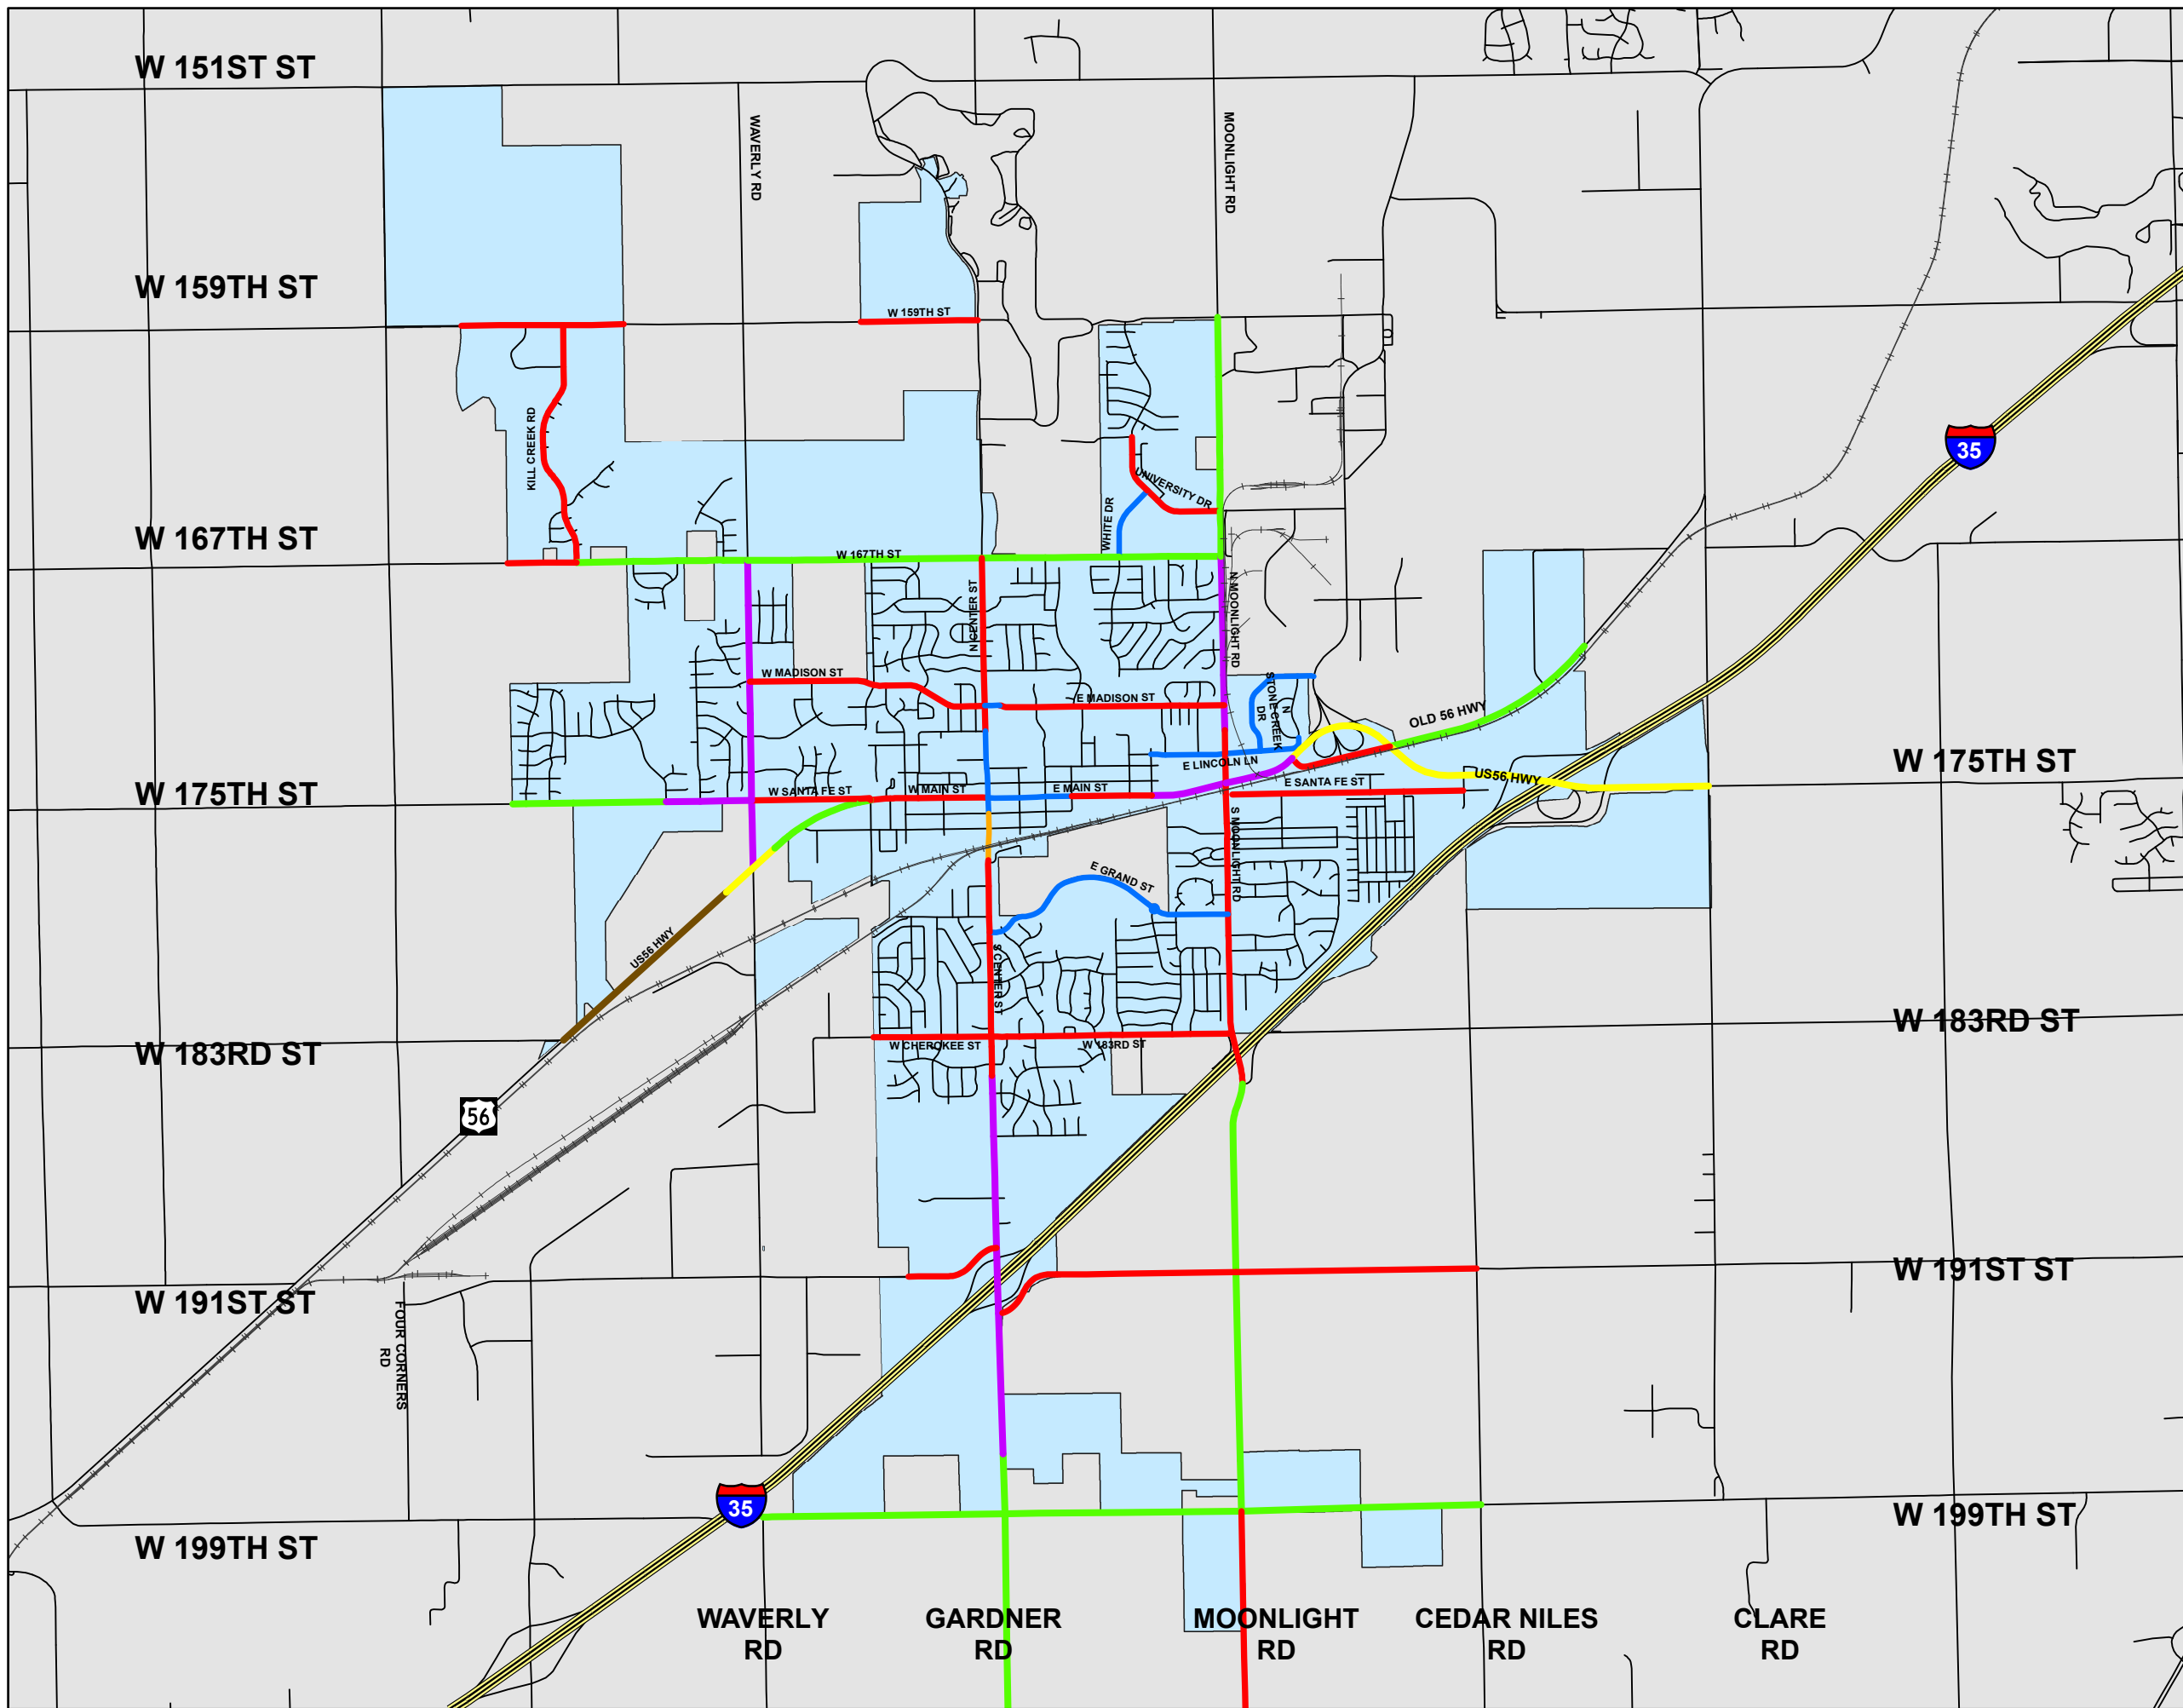 W 151ST ST
WAVERLY RD
MOONLIGHT RD
W 159TH ST
W 159TH ST
KILL CREEK RD
35
UNIVERSITY DR
WHITE DR
W 167TH ST
W 167TH ST
N CENTER ST
N MOONLIGHT RD
W MADISON ST
E MADISON ST
N
STONE CREEK
DR
OLD 56 HWY
E LINCOLN LN
W 175TH ST
US56 HWY
E SANTA FE ST
W 175TH ST
W SANTA FE ST
W MAIN ST
E MAIN ST
S MOONLIGHT RD
E GRAND ST
US56 HWY
S CENTER ST
W 183RD ST
W 183RD ST
W CHEROKEE ST
W 183RD ST
56
W 191ST ST
W 191ST ST
FOUR CORNERS
RD
35
W 199TH ST
W 199TH ST
WAVERLY
RD
GARDNER
RD
MOONLIGHT
RD
CEDAR NILES
RD
CLARE
RD